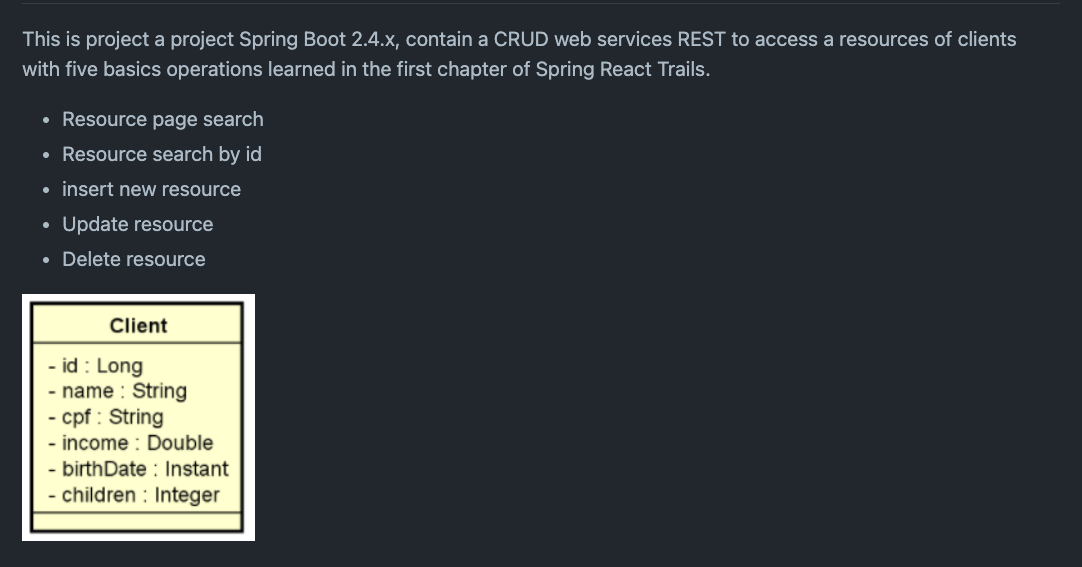 This is project a project Spring Boot 2.4.x, contain a CRUD web services REST to access a resources of clients
with five basics operations learned in the first chapter of Spring React Trails.
• Resource page search
• Resource search by id
• insert new resource
• Update resource
• Delete resource
Client
- id : Long
- name : String
- cpf : String
- income : Double
- birthDate : Instant
- children : Integer